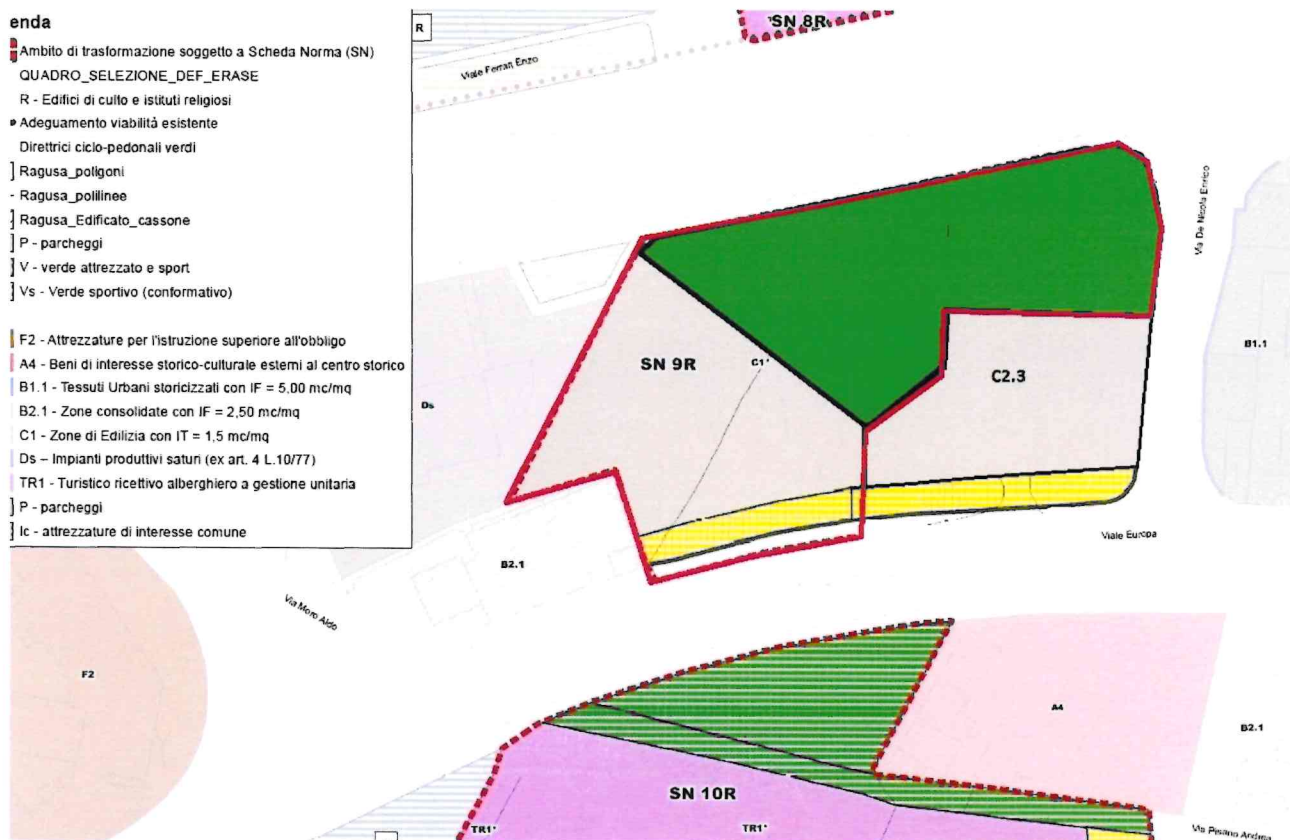 enda
Ambito di trasformazione soggetto a Scheda Norma (SN)
QUADRO_SELEZIONE_DEF_ERASE
R - Edifici di culto e istituti religiosi
Adeguamento viabilità esistente
Direttrici ciclo-pedonali verdi
Ragusa_poligoni
Ragusa_polilinee
Ragusa_Edificato_cassone
P - parcheggi
V - verde attrezzato e sport
Vs - Verde sportivo (conformativo)
F2 - Attrezzature per l'istruzione superiore all'obbligo
A4 - Beni di interesse storico-culturale esterni al centro storico
B1.1 - Tessuti Urbani storicizzati con IF = 5,00 mc/mq
B2.1 - Zone consolidate con IF = 2,50 mc/mq
C1 - Zone di Edilizia con IT = 1,5 mc/mq
Ds – Impianti produttivi saturi (ex art. 4 L.10/77)
TR1 - Turistico ricettivo alberghiero a gestione unitaria
P - parcheggi
Ic - attrezzature di interesse comune
R
SN 8R
Viale Ferrari Enzo
Via De Nicola Enrico
B1.1
SN 9R
C1*
C2.3
Ds
Viale Europa
B2.1
Via Moro Aldo
F2
A4
B2.1
SN 10R
TR1*
TR1*
Via Pisano Andrea